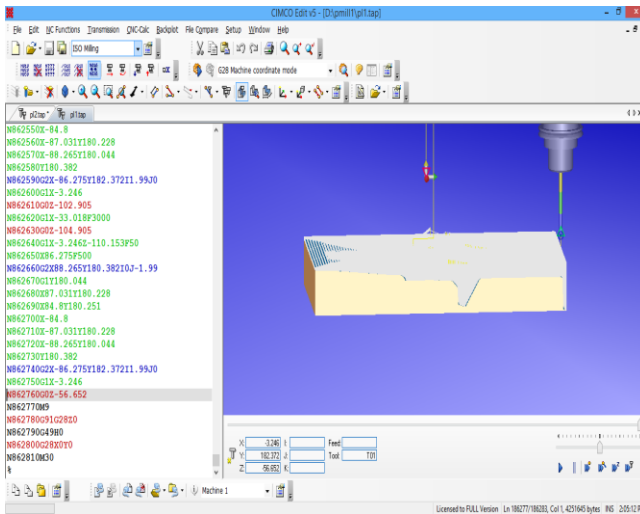 CIMCO Edit v5 - [D:\pmill1\pl1.tap]
File Edit NC Functions Transmission CNC-Calc Backplot File Compare Setup Window Help
ISO Milling
G28 Machine coordinate mode
pl2.tap* pl1.tap
N862550X-84.8
N862560X-87.031Y180.228
N862570X-88.265Y180.044
N862580Y180.382
N862590G2X-86.275Y182.372I1.99J0
N862600G1X-3.246
N862610G0Z-102.905
N862620G1X-33.018F3000
N862630G0Z-104.905
N862640G1X-3.246Z-110.153F50
N862650X86.275F500
N862660G2X88.265Y180.382I0J-1.99
N862670G1Y180.044
N862680X87.031Y180.228
N862690X84.8Y180.251
N862700X-84.8
N862710X-87.031Y180.228
N862720X-88.265Y180.044
N862730Y180.382
N862740G2X-86.275Y182.372I1.99J0
N862750G1X-3.246
N862760G0Z-56.652
N862770M9
N862780G91G28Z0
N862790G49H0
N862800G28X0Y0
N862810M30
%
X: -3.246 I: Feed:
Y: 182.372 J: Tool: T01
Z: -56.652 K:
Machine 1
Licensed to FULL Version Ln 186277/186283, Col 1, 4251645 bytes INS 2:05:12 P